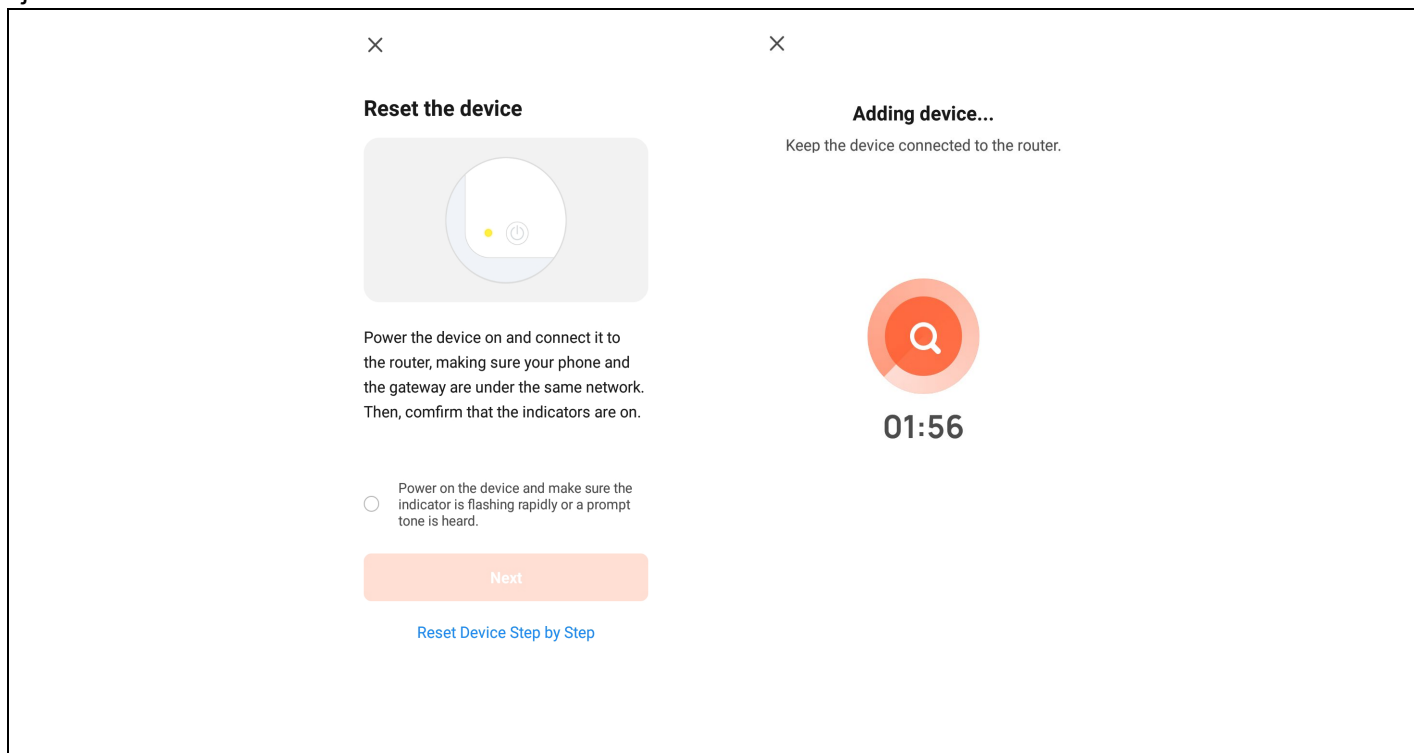 Reset the device
Power the device on and connect it to
the router, making sure your phone and
the gateway are under the same network.
Then, comfirm that the indicators are on.
Power on the device and make sure the
indicator is flashing rapidly or a prompt
tone is heard.
Next
Reset Device Step by Step
Adding device...
Keep the device connected to the router.
01:56